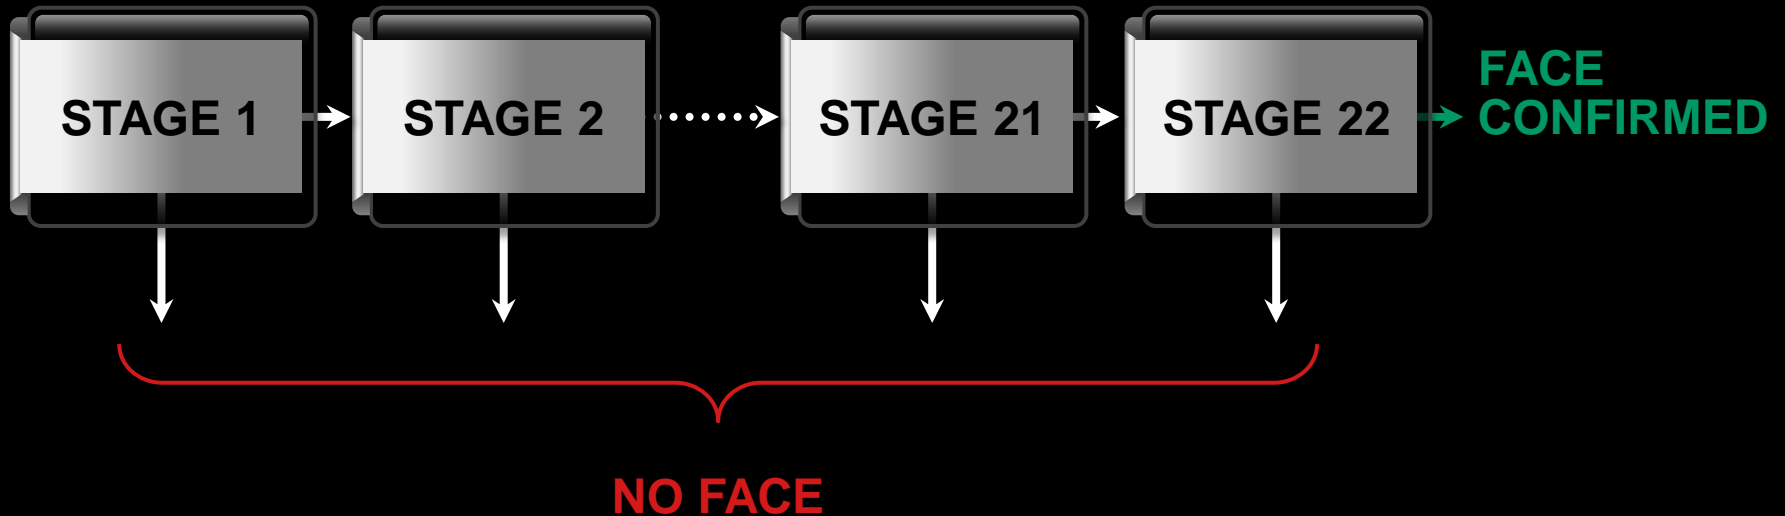 STAGE 1
STAGE 2
STAGE 21
STAGE 22
FACE
CONFIRMED
NO FACE